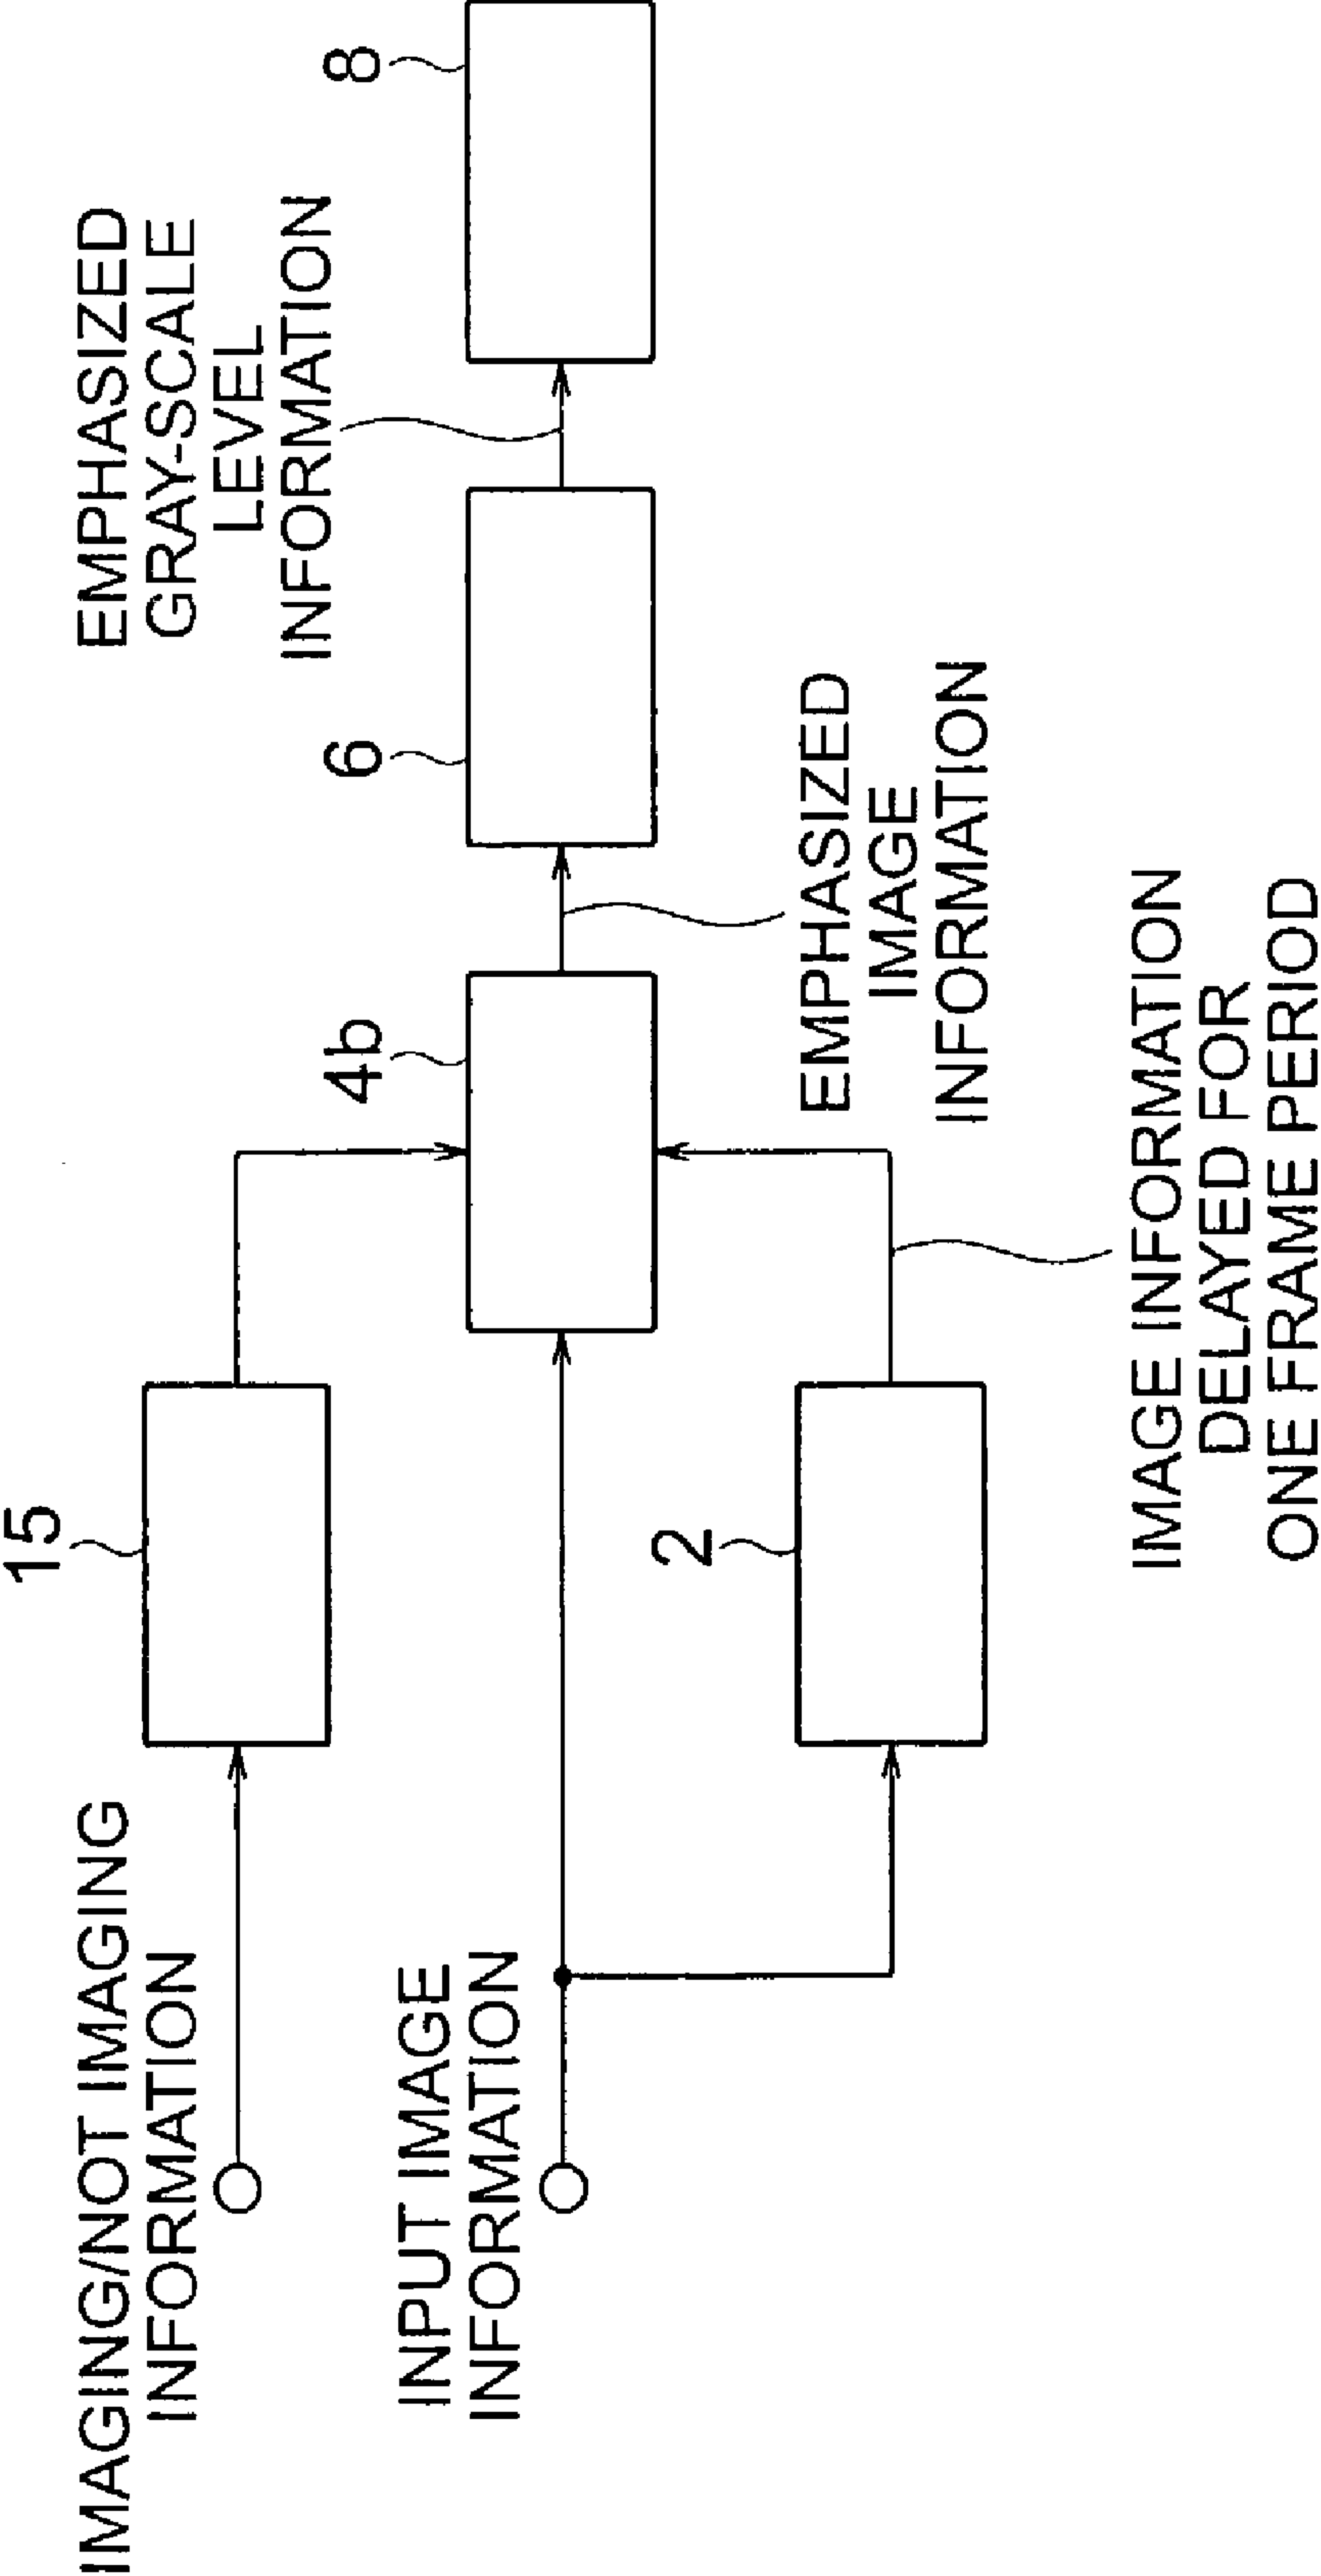 IMAGING/NOT IMAGING
INFORMATION
15
INPUT IMAGE
INFORMATION
2
4b
6
8
EMPHASIZED
GRAY-SCALE
LEVEL
INFORMATION
EMPHASIZED
IMAGE
INFORMATION
IMAGE INFORMATION
DELAYED FOR
ONE FRAME PERIOD